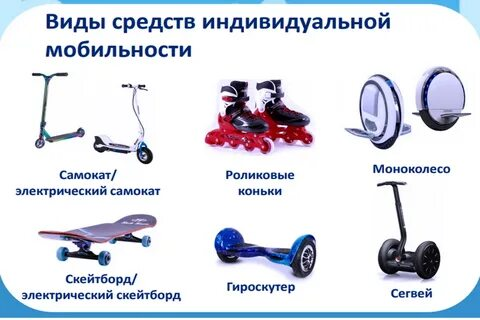 Виды средств индивидуальной
мобильности
Самокат/
электрический самокат
Роликовые
коньки
Моноколесо
Скейтборд/
электрический скейтборд
Гироскутер
Сегвей